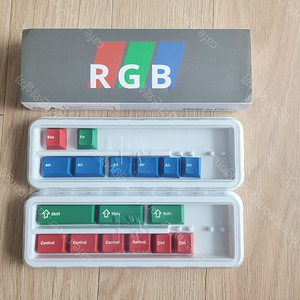 RGB
Esc Fn
Alt Alt Alt Alt Alt Alt
Shift Shift Shift
Control Control Control Control Ctrl Ctrl